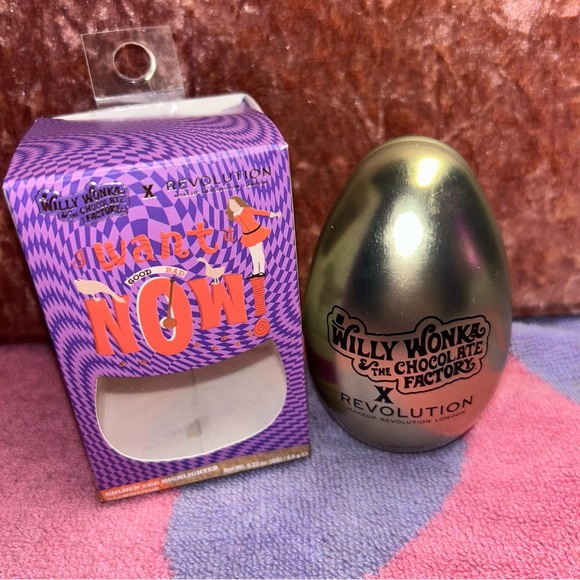 WILLY WONKA
& THE CHOCOLATE
FACTORY
X
REVOLUTION
I want it
GOOD BAD
NOW!
GOLDEN EGG HIGHLIGHTER
WILLY WONKA
& THE CHOCOLATE
FACTORY
X
REVOLUTION
MAKEUP REVOLUTION LONDON